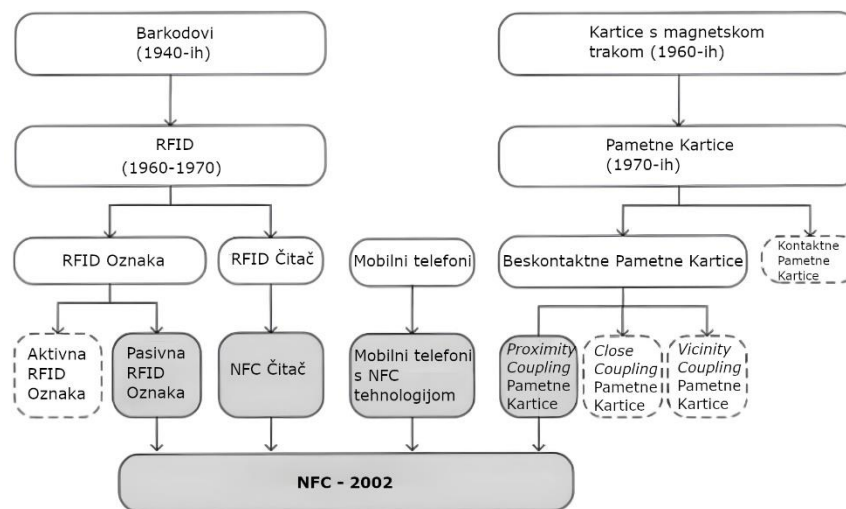 Barkodovi
(1940-ih)
Kartice s magnetskom
trakom (1960-ih)
RFID
(1960-1970)
Pametne Kartice
(1970-ih)
RFID Oznaka
RFID Čitač
Mobilni telefoni
Beskontaktne Pametne Kartice
Kontaktne
Pametne
Kartice
Aktivna
RFID
Oznaka
Pasivna
RFID
Oznaka
NFC Čitač
Mobilni telefoni
s NFC
tehnologijom
Proximity
Coupling
Pametne
Kartice
Close
Coupling
Pametne
Kartice
Vicinity
Coupling
Pametne
Kartice
NFC - 2002